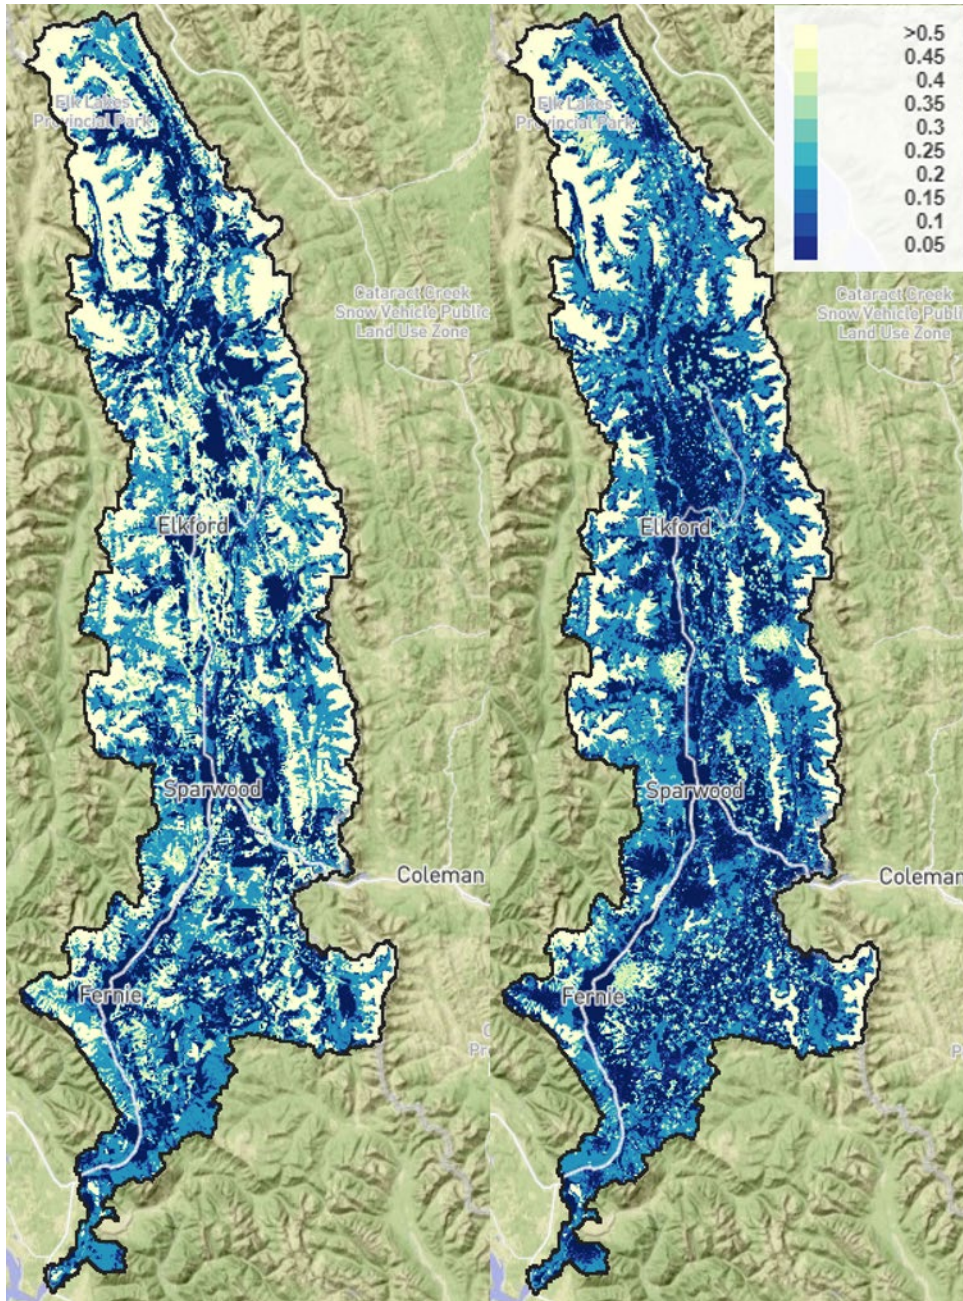 Elk Lakes
Provincial Park
Cataract Creek
Snow Vehicle Public
Land Use Zone
Elkford
Sparwood
Coleman
Fernie
Elk Lakes
Provincial Park
Cataract Creek
Snow Vehicle Public
Land Use Zone
Elkford
Sparwood
Coleman
Fernie
>0.5
0.45
0.4
0.35
0.3
0.25
0.2
0.15
0.1
0.05